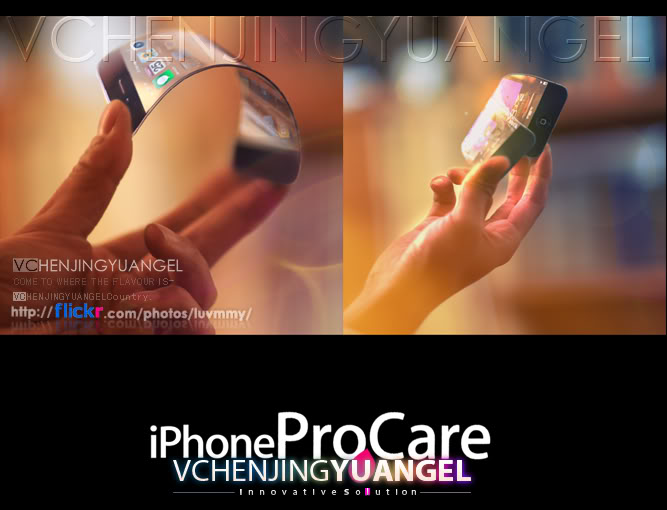 VCHENJINGYUANGEL
VCHENJINGYUANGEL
COME TO WHERE THE FLAVOUR IS-
VCHENJINGYUANGELCountry.
http://flickr.com/photos/luvmmy/
iPhoneProCare
VCHENJINGYUANGEL
InnovativeSolution